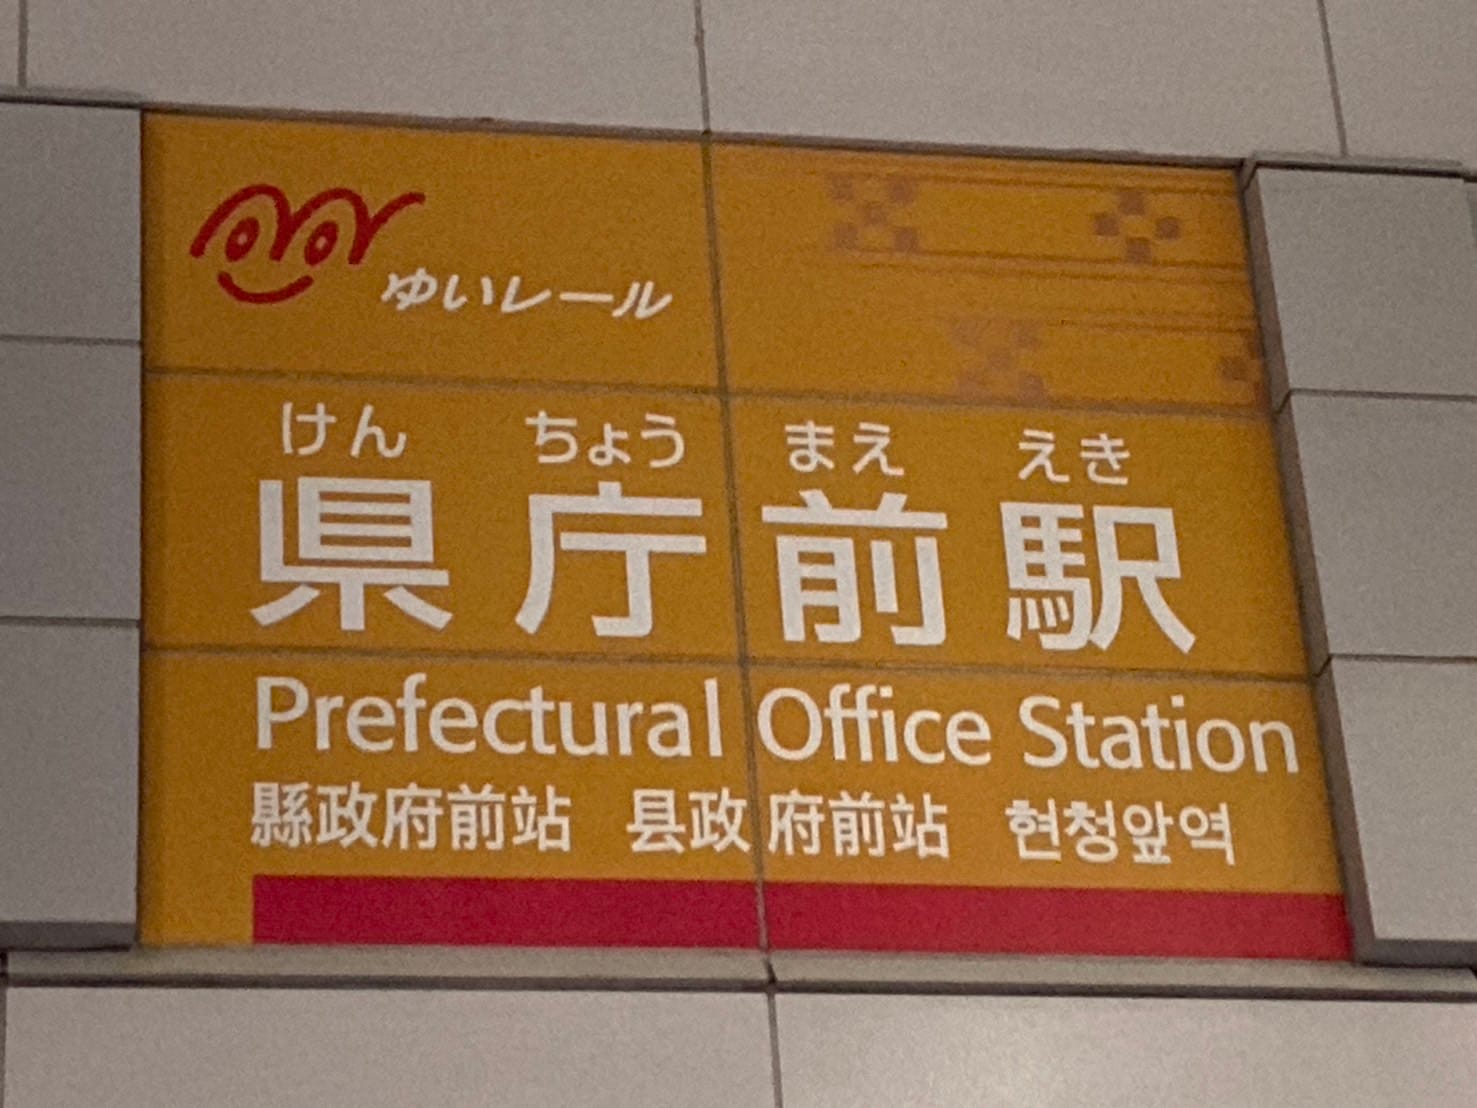 ゆいレール
けん ちょう まえ えき
県庁前駅
Prefectural Office Station
縣政府前站 县政府前站 현청앞역